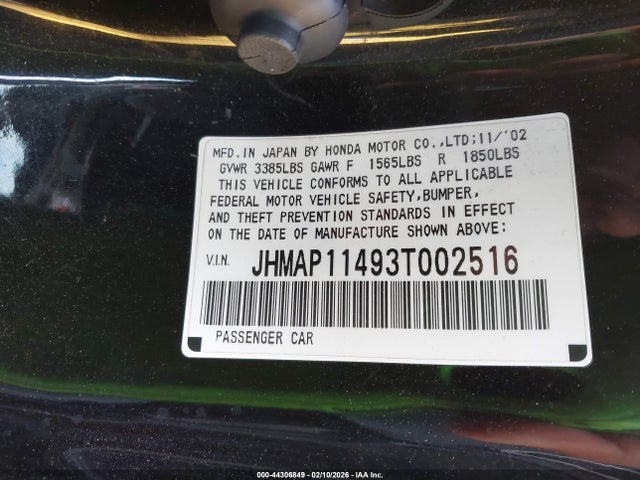 MFD.IN JAPAN BY HONDA MOTOR CO.,LTD;11/'02
GVWR 3385LBS GAWR F 1565LBS R 1850LBS
THIS VEHICLE CONFORMS TO ALL APPLICABLE
FEDERAL MOTOR VEHICLE SAFETY,BUMPER,
AND THEFT PREVENTION STANDARDS IN EFFECT
ON THE DATE OF MANUFACTURE SHOWN ABOVE:
V.I.N. JHMAP11493T002516
PASSENGER CAR
000-44306849 - 02/10/2026 - IAA Inc.